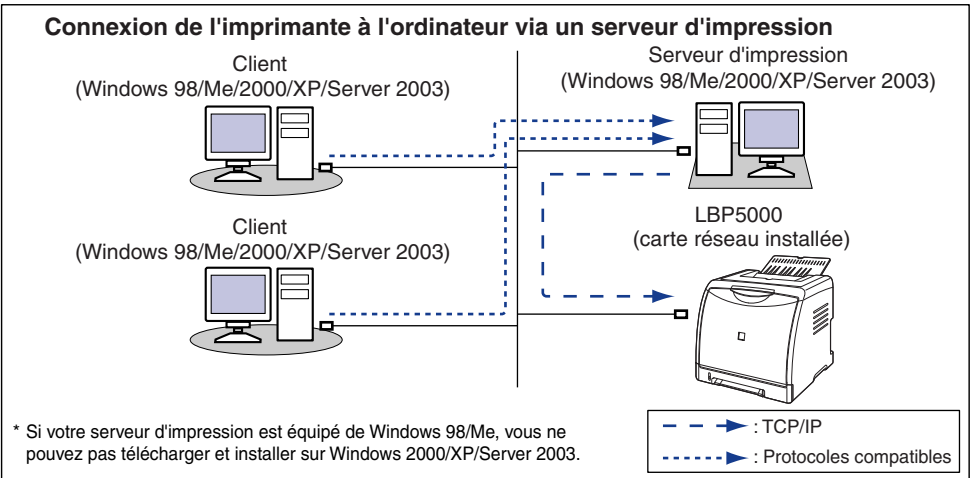 Connexion de l'imprimante à l'ordinateur via un serveur d'impression
Client
(Windows 98/Me/2000/XP/Server 2003)
Serveur d'impression
(Windows 98/Me/2000/XP/Server 2003)
Client
(Windows 98/Me/2000/XP/Server 2003)
LBP5000
(carte réseau installée)
* Si votre serveur d'impression est équipé de Windows 98/Me, vous ne
pouvez pas télécharger et installer sur Windows 2000/XP/Server 2003.
: TCP/IP
: Protocoles compatibles